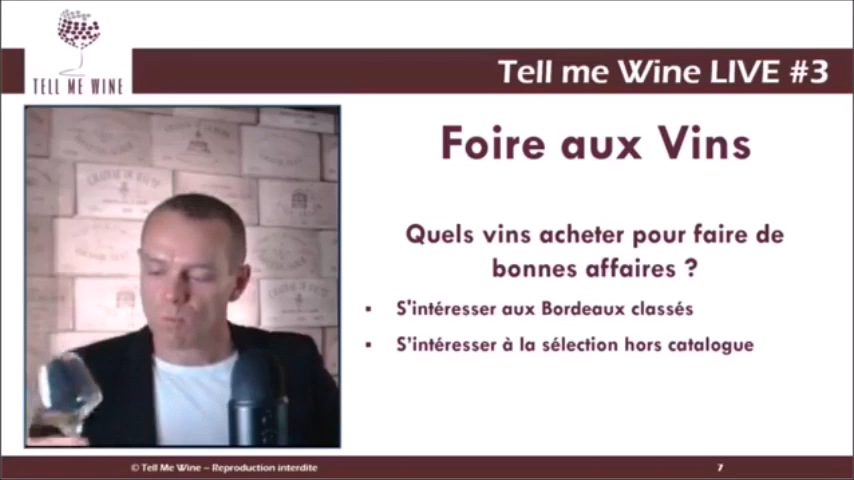 TELL ME WINE
Tell me Wine LIVE #3
Foire aux Vins
Quels vins acheter pour faire de
bonnes affaires ?
▪ S'intéresser aux Bordeaux classés
▪ S'intéresser à la sélection hors catalogue
© Tell Me Wine – Reproduction interdite
7